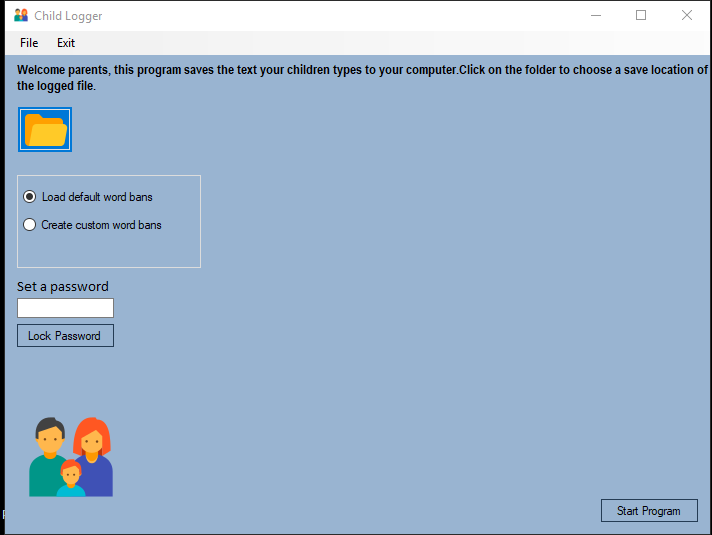 Child Logger
File Exit
Welcome parents, this program saves the text your children types to your computer.Click on the folder to choose a save location of
the logged file.
Load default word bans
Create custom word bans
Set a password
Lock Password
Start Program